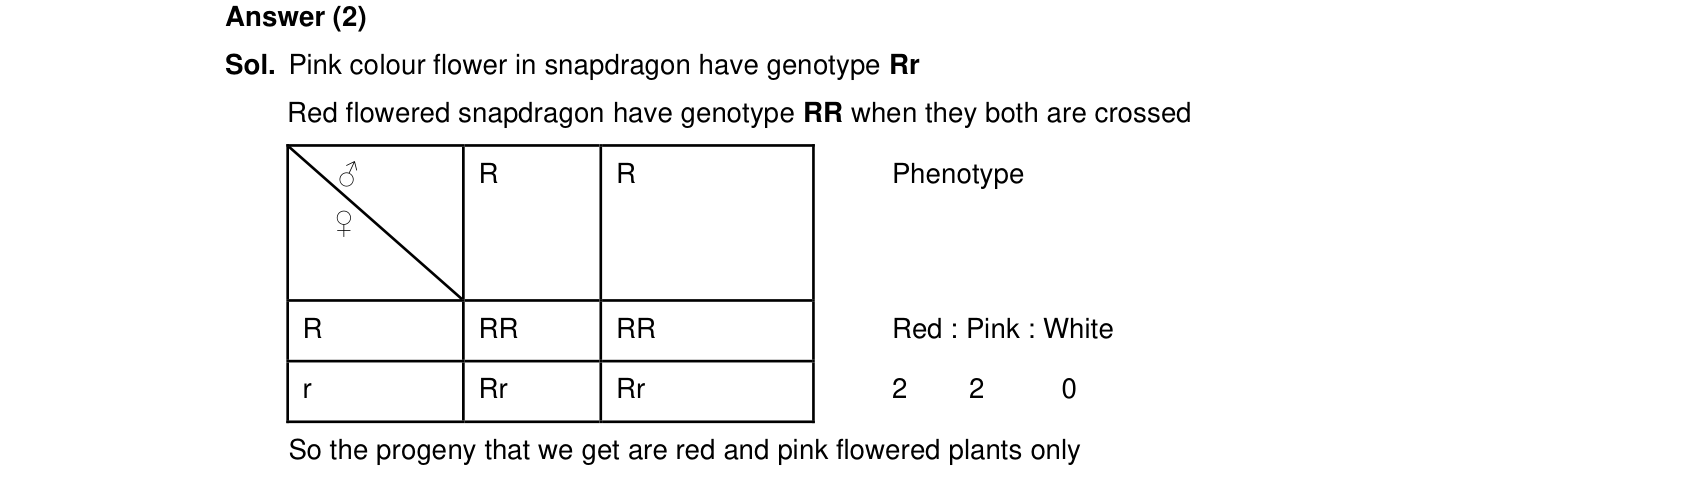 Answer (2)
Sol. Pink colour flower in snapdragon have genotype Rr
Red flowered snapdragon have genotype RR when they both are crossed
♂ R R Phenotype
♀
R RR RR Red : Pink : White
r Rr Rr 2 2 0
So the progeny that we get are red and pink flowered plants only